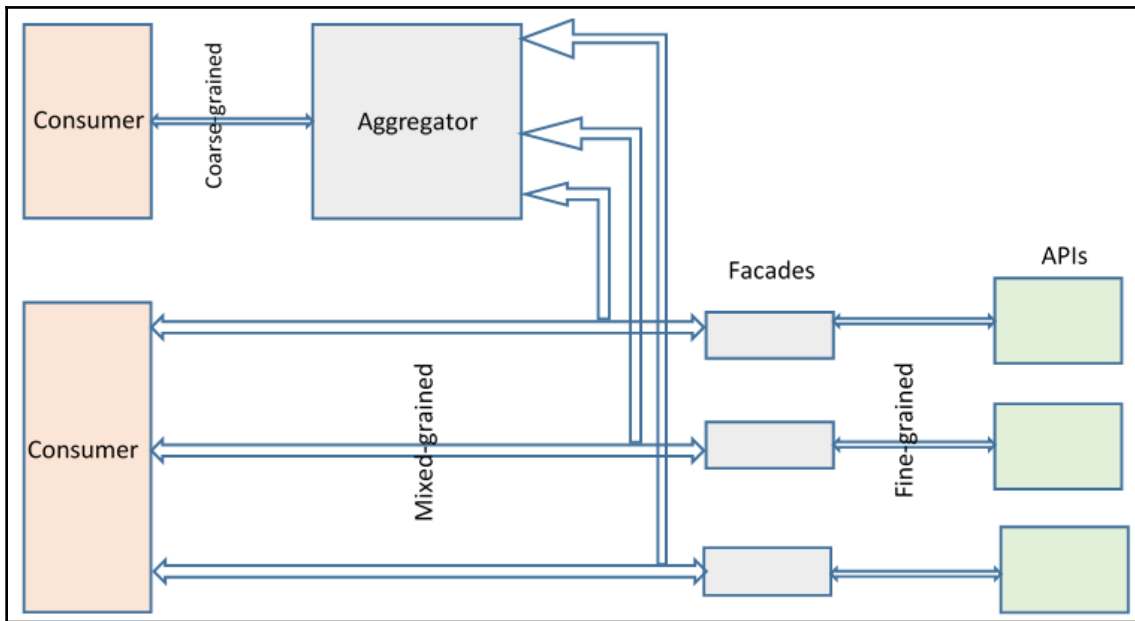 Consumer
Coarse-grained
Aggregator
Facades
APIs
Consumer
Mixed-grained
Fine-grained